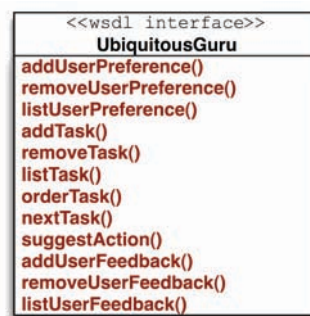 <<wsdl interface>>
UbiquitousGuru
addUserPreference()
removeUserPreference()
listUserPreference()
addTask()
removeTask()
listTask()
orderTask()
nextTask()
suggestAction()
addUserFeedback()
removeUserFeedback()
listUserFeedback()